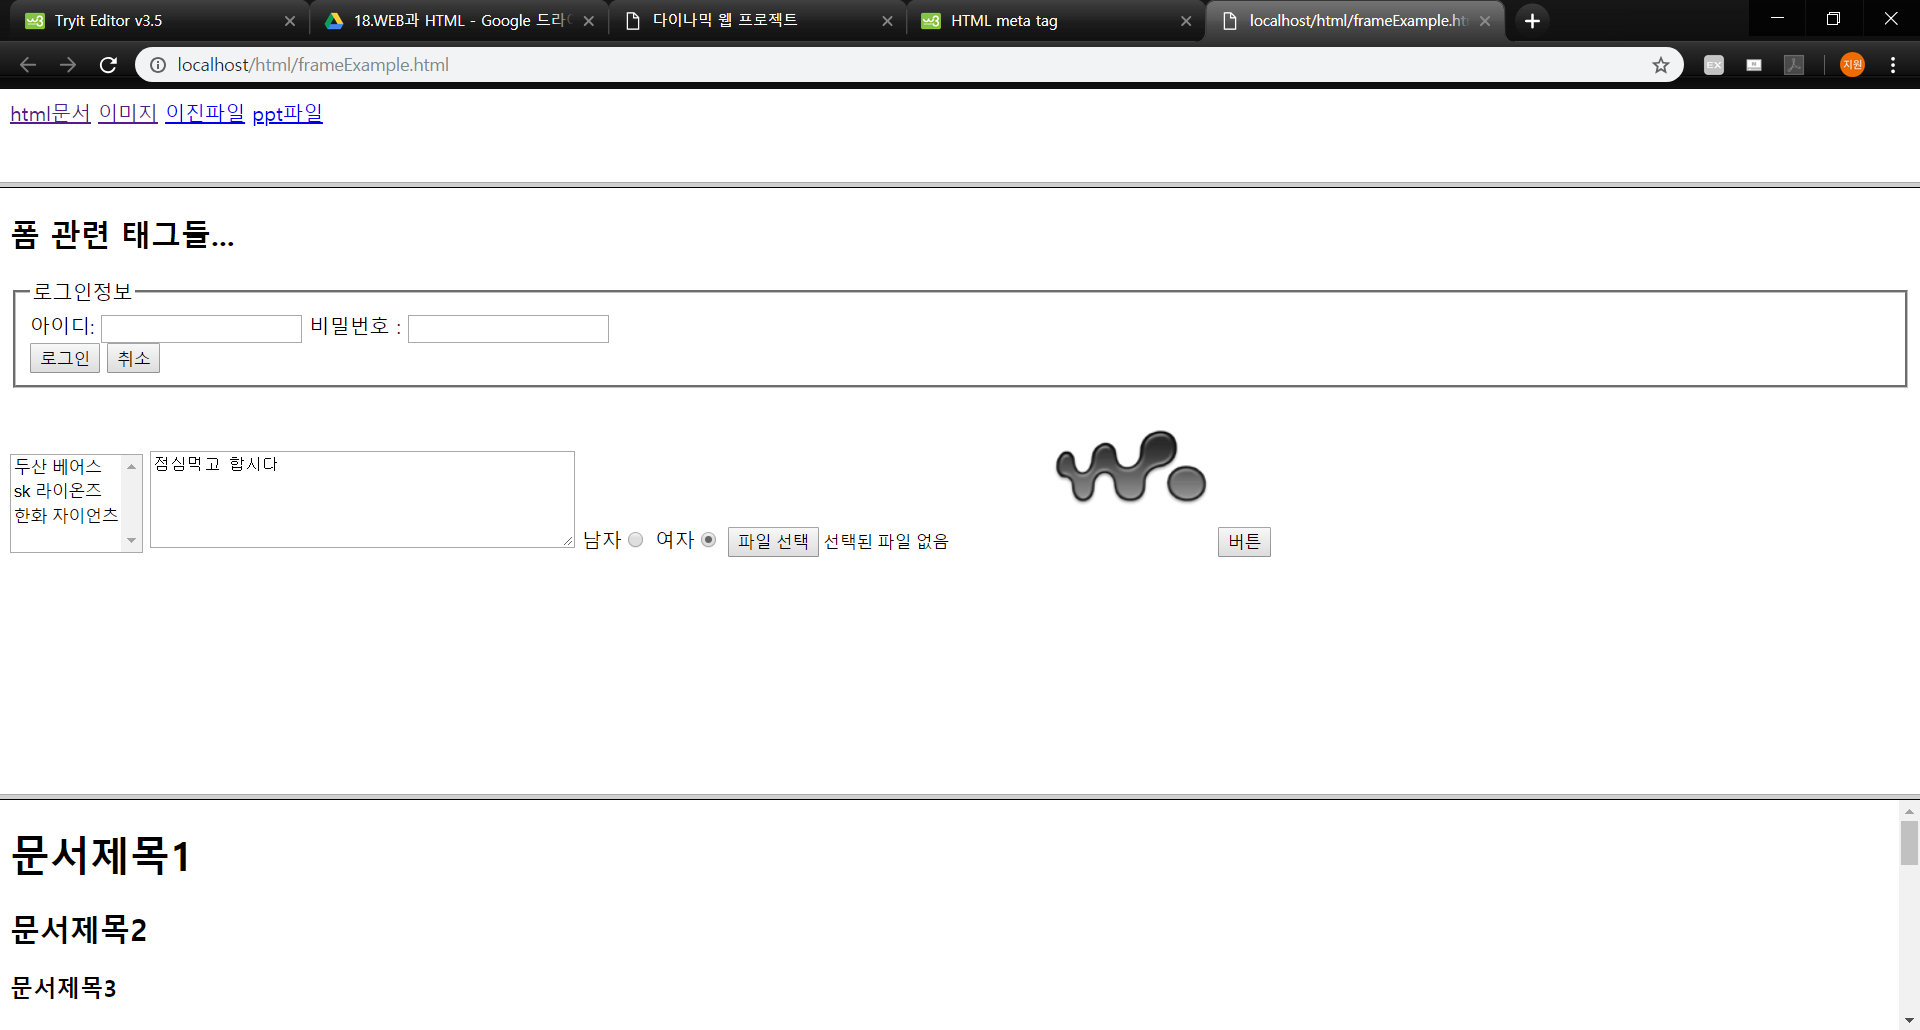 Tryit Editor v3.5
18.WEB과 HTML - Google 드라이
다이나믹 웹 프로젝트
HTML meta tag
localhost/html/frameExample.ht
localhost/html/frameExample.html
EX
지원
html문서 이미지 이진파일 ppt파일
폼 관련 태그들...
로그인정보
아이디: 비밀번호 :
로그인 취소
두산 베어스
sk 라이온즈
한화 자이언츠
점심먹고 합시다
남자 여자 파일 선택 선택된 파일 없음 버튼
문서제목1
문서제목2
문서제목3